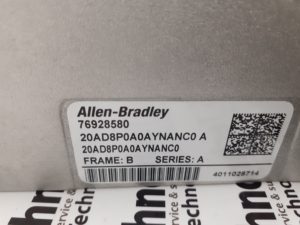 Allen-Bradley
76928580
20AD8P0A0AYNANC0 A
20AD8P0A0AYNANC0
FRAME: B SERIES: A
4011028714